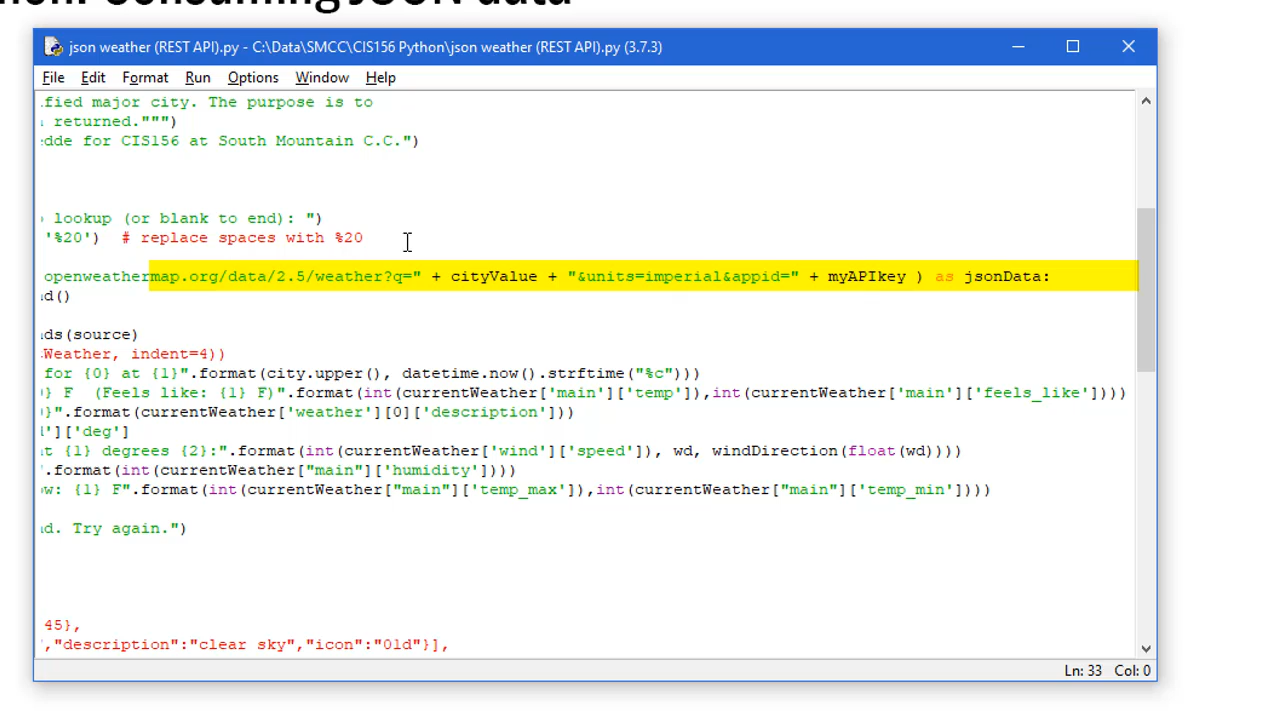 Consuming JSON data
json weather (REST API).py - C:\Data\SMCC\CIS156 Python\json weather (REST API).py (3.7.3)
File Edit Format Run Options Window Help
fied major city. The purpose is to
returned.""")
dde for CIS156 at South Mountain C.C.")
lookup (or blank to end): ")
'%20') # replace spaces with %20
openweathermap.org/data/2.5/weather?q=" + cityValue + "&units=imperial&appid=" + myAPIkey ) as jsonData:
d()
ds(source)
Weather, indent=4))
for {0} at {1}".format(city.upper(), datetime.now().strftime("%c")))
} F (Feels like: {1} F)".format(int(currentWeather['main']['temp']),int(currentWeather['main']['feels_like'])))
}".format(currentWeather['weather'][0]['description']))
']['deg']
t {1} degrees {2}:".format(int(currentWeather['wind']['speed']), wd, windDirection(float(wd))))
".format(int(currentWeather["main"]['humidity'])))
ow: {1} F".format(int(currentWeather["main"]['temp_max']),int(currentWeather["main"]['temp_min'])))
d. Try again.")
45},
","description":"clear sky","icon":"01d"}],
Ln: 33 Col: 0